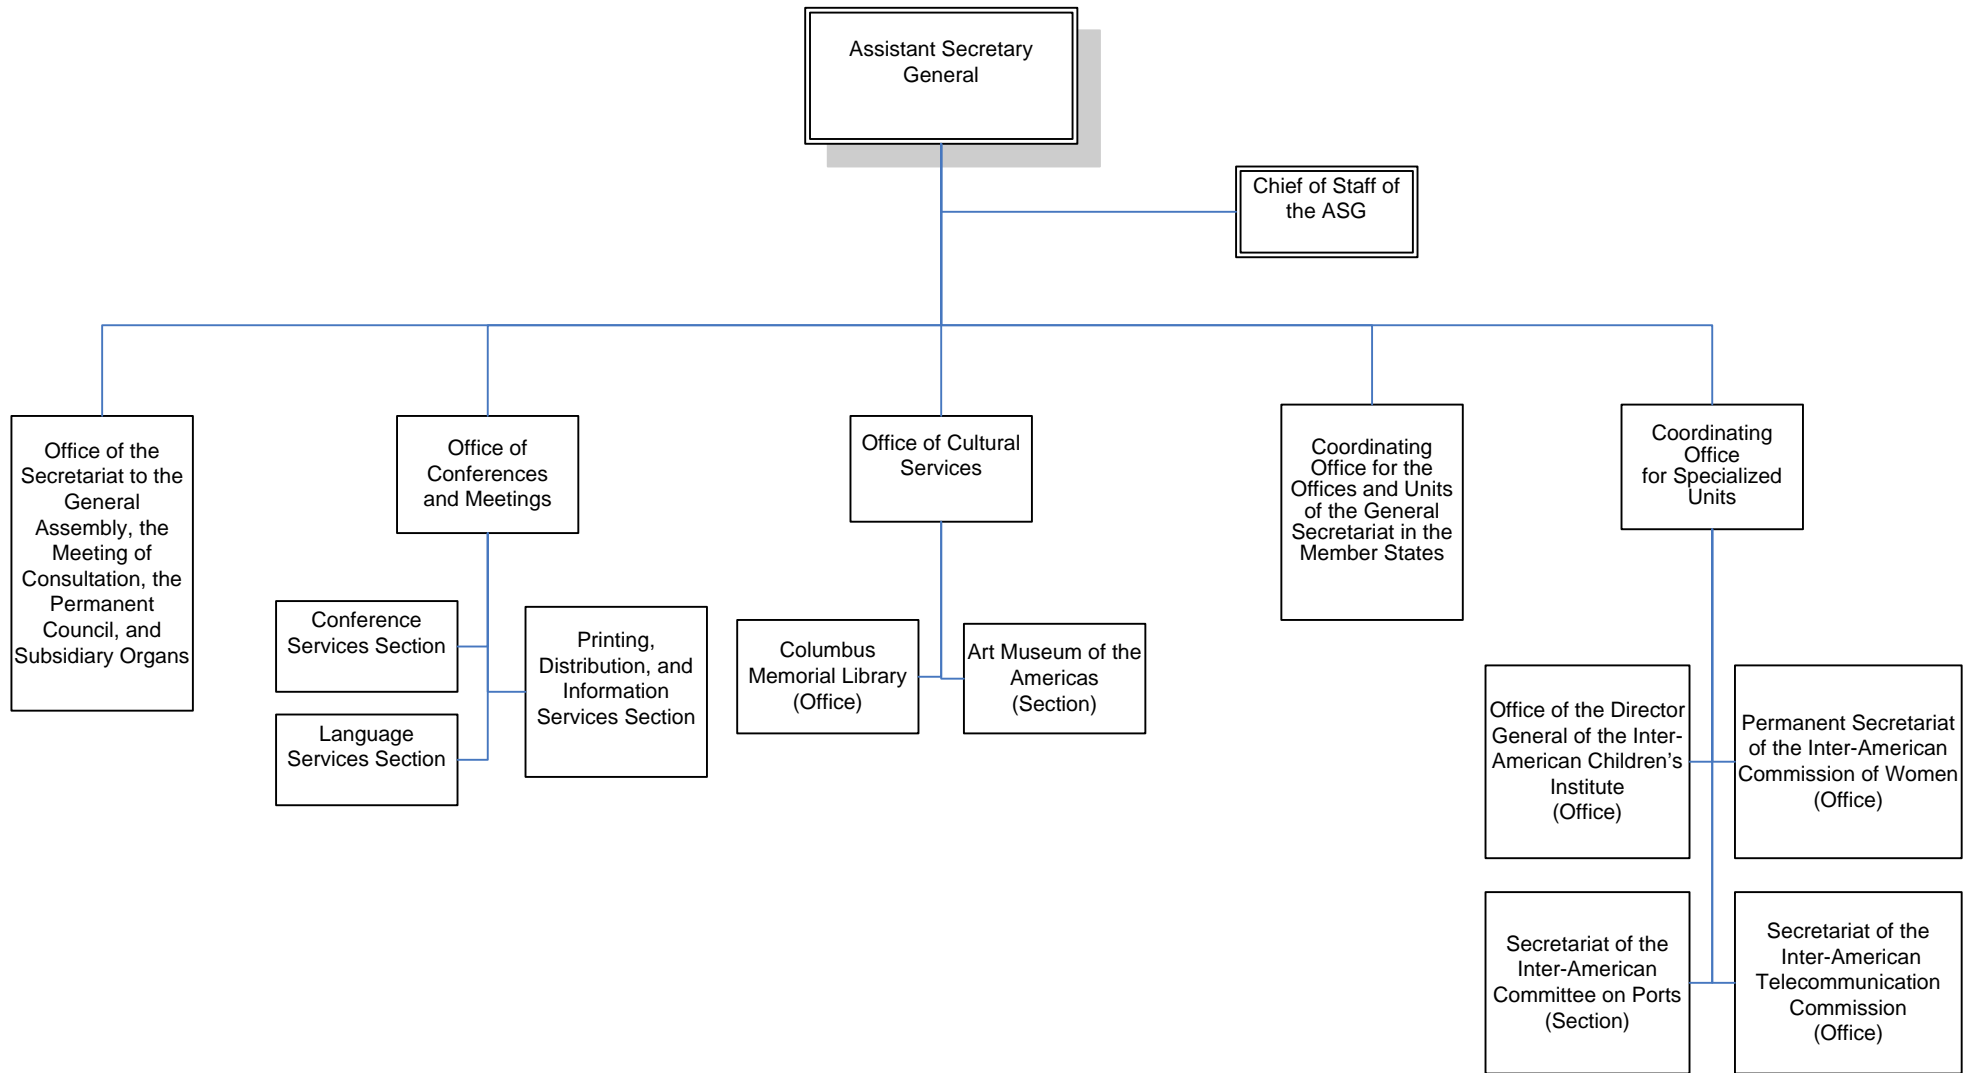 Assistant Secretary
General
Chief of Staff of
the ASG
Office of the
Secretariat to the
General
Assembly, the
Meeting of
Consultation, the
Permanent
Council, and
Subsidiary Organs
Office of
Conferences
and Meetings
Office of Cultural
Services
Coordinating
Office for the
Offices and Units
of the General
Secretariat in the
Member States
Coordinating
Office
for Specialized
Units
Conference
Services Section
Printing,
Distribution, and
Information
Services Section
Language
Services Section
Columbus
Memorial Library
(Office)
Art Museum of the
Americas
(Section)
Office of the Director
General of the Inter-
American Children’s
Institute
(Office)
Permanent Secretariat
of the Inter-American
Commission of Women
(Office)
Secretariat of the
Inter-American
Committee on Ports
(Section)
Secretariat of the
Inter-American
Telecommunication
Commission
(Office)